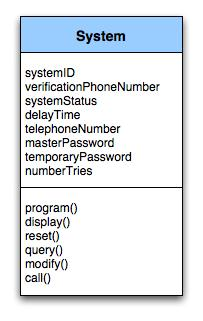 System
systemID
verificationPhoneNumber
systemStatus
delayTime
telephoneNumber
masterPassword
temporaryPassword
numberTries
program()
display()
reset()
query()
modify()
call()